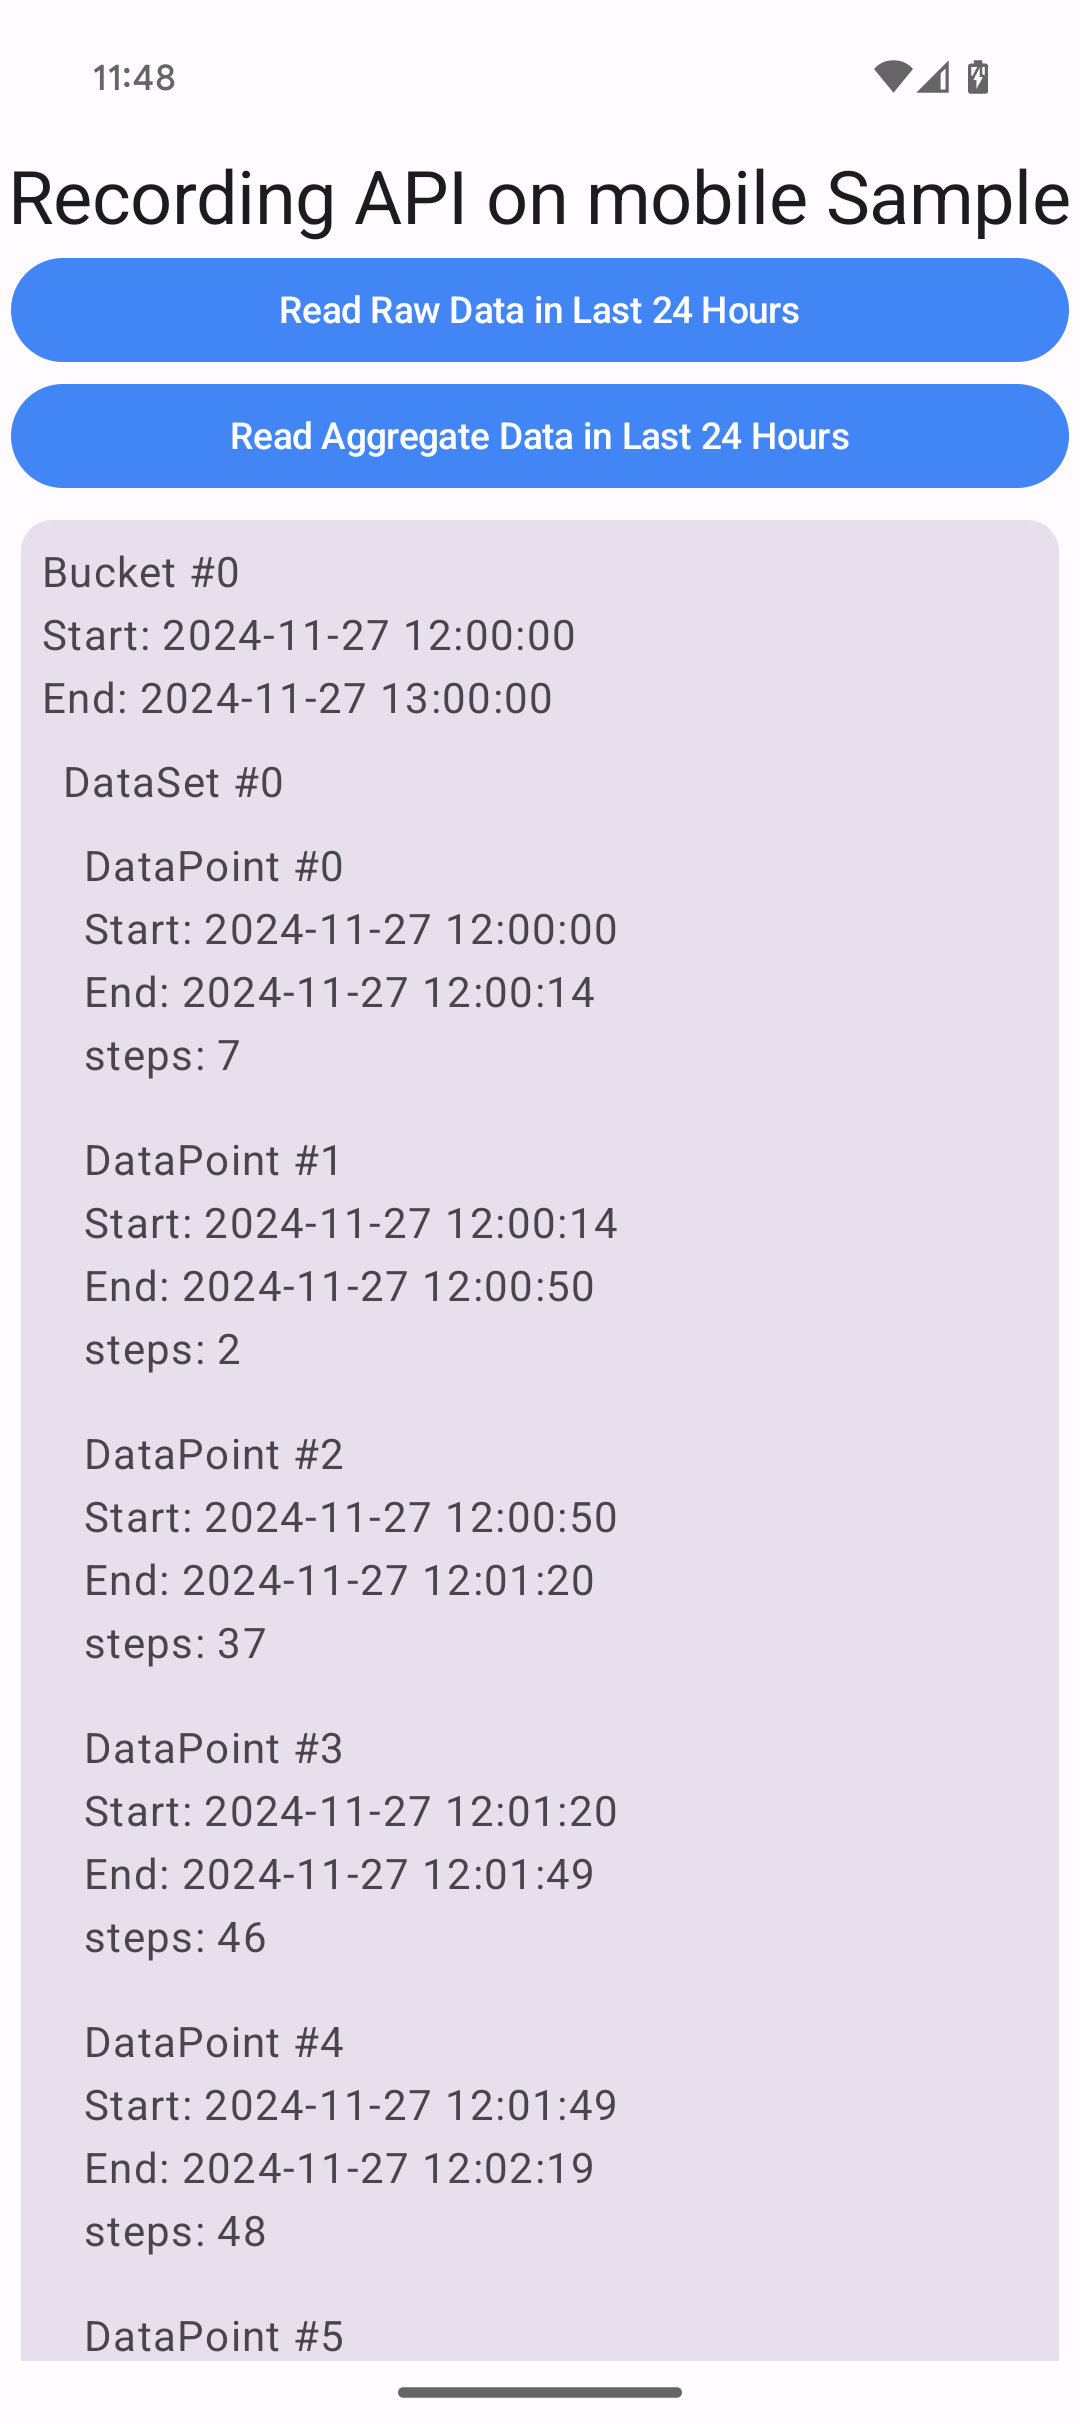 11:48
Recording API on mobile Sample
Read Raw Data in Last 24 Hours
Read Aggregate Data in Last 24 Hours
Bucket #0
Start: 2024-11-27 12:00:00
End: 2024-11-27 13:00:00
DataSet #0
DataPoint #0
Start: 2024-11-27 12:00:00
End: 2024-11-27 12:00:14
steps: 7
DataPoint #1
Start: 2024-11-27 12:00:14
End: 2024-11-27 12:00:50
steps: 2
DataPoint #2
Start: 2024-11-27 12:00:50
End: 2024-11-27 12:01:20
steps: 37
DataPoint #3
Start: 2024-11-27 12:01:20
End: 2024-11-27 12:01:49
steps: 46
DataPoint #4
Start: 2024-11-27 12:01:49
End: 2024-11-27 12:02:19
steps: 48
DataPoint #5